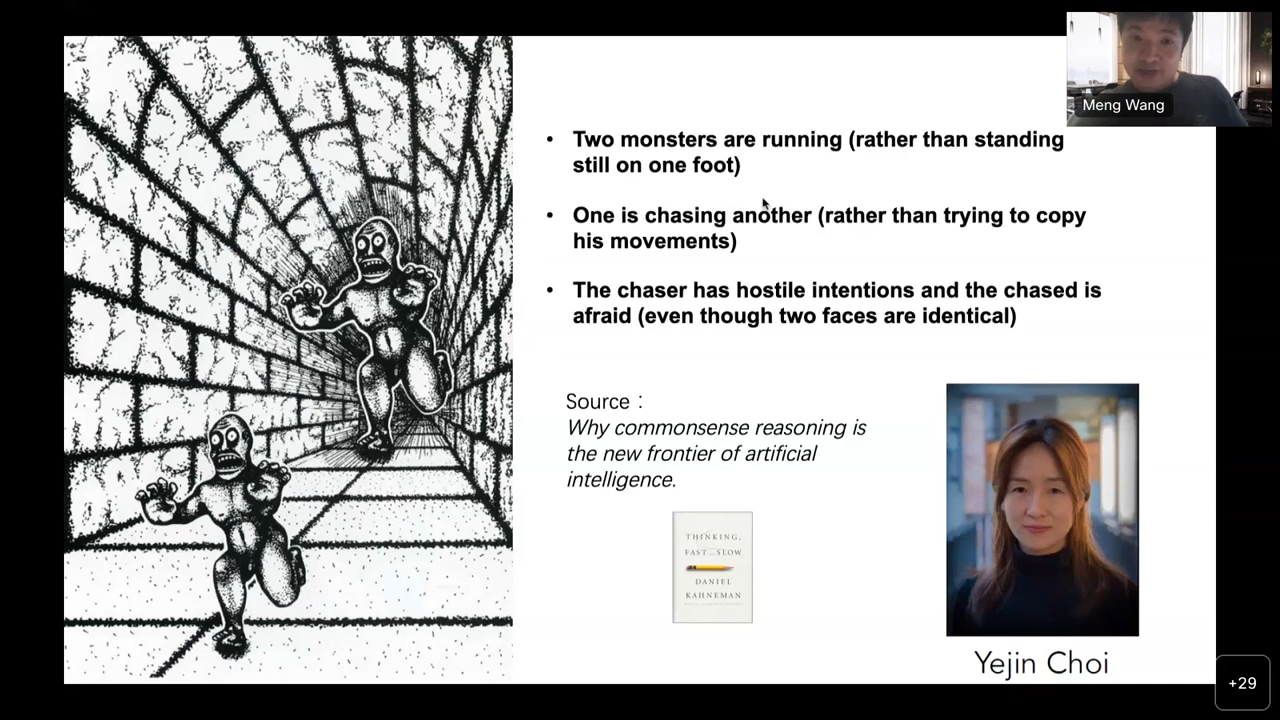 Meng Wang
• Two monsters are running (rather than standing
still on one foot)
• One is chasing another (rather than trying to copy
his movements)
• The chaser has hostile intentions and the chased is
afraid (even though two faces are identical)
Source：
Why commonsense reasoning is
the new frontier of artificial
intelligence.
THINKING,
FAST AND SLOW
DANIEL
KAHNEMAN
Yejin Choi
+29